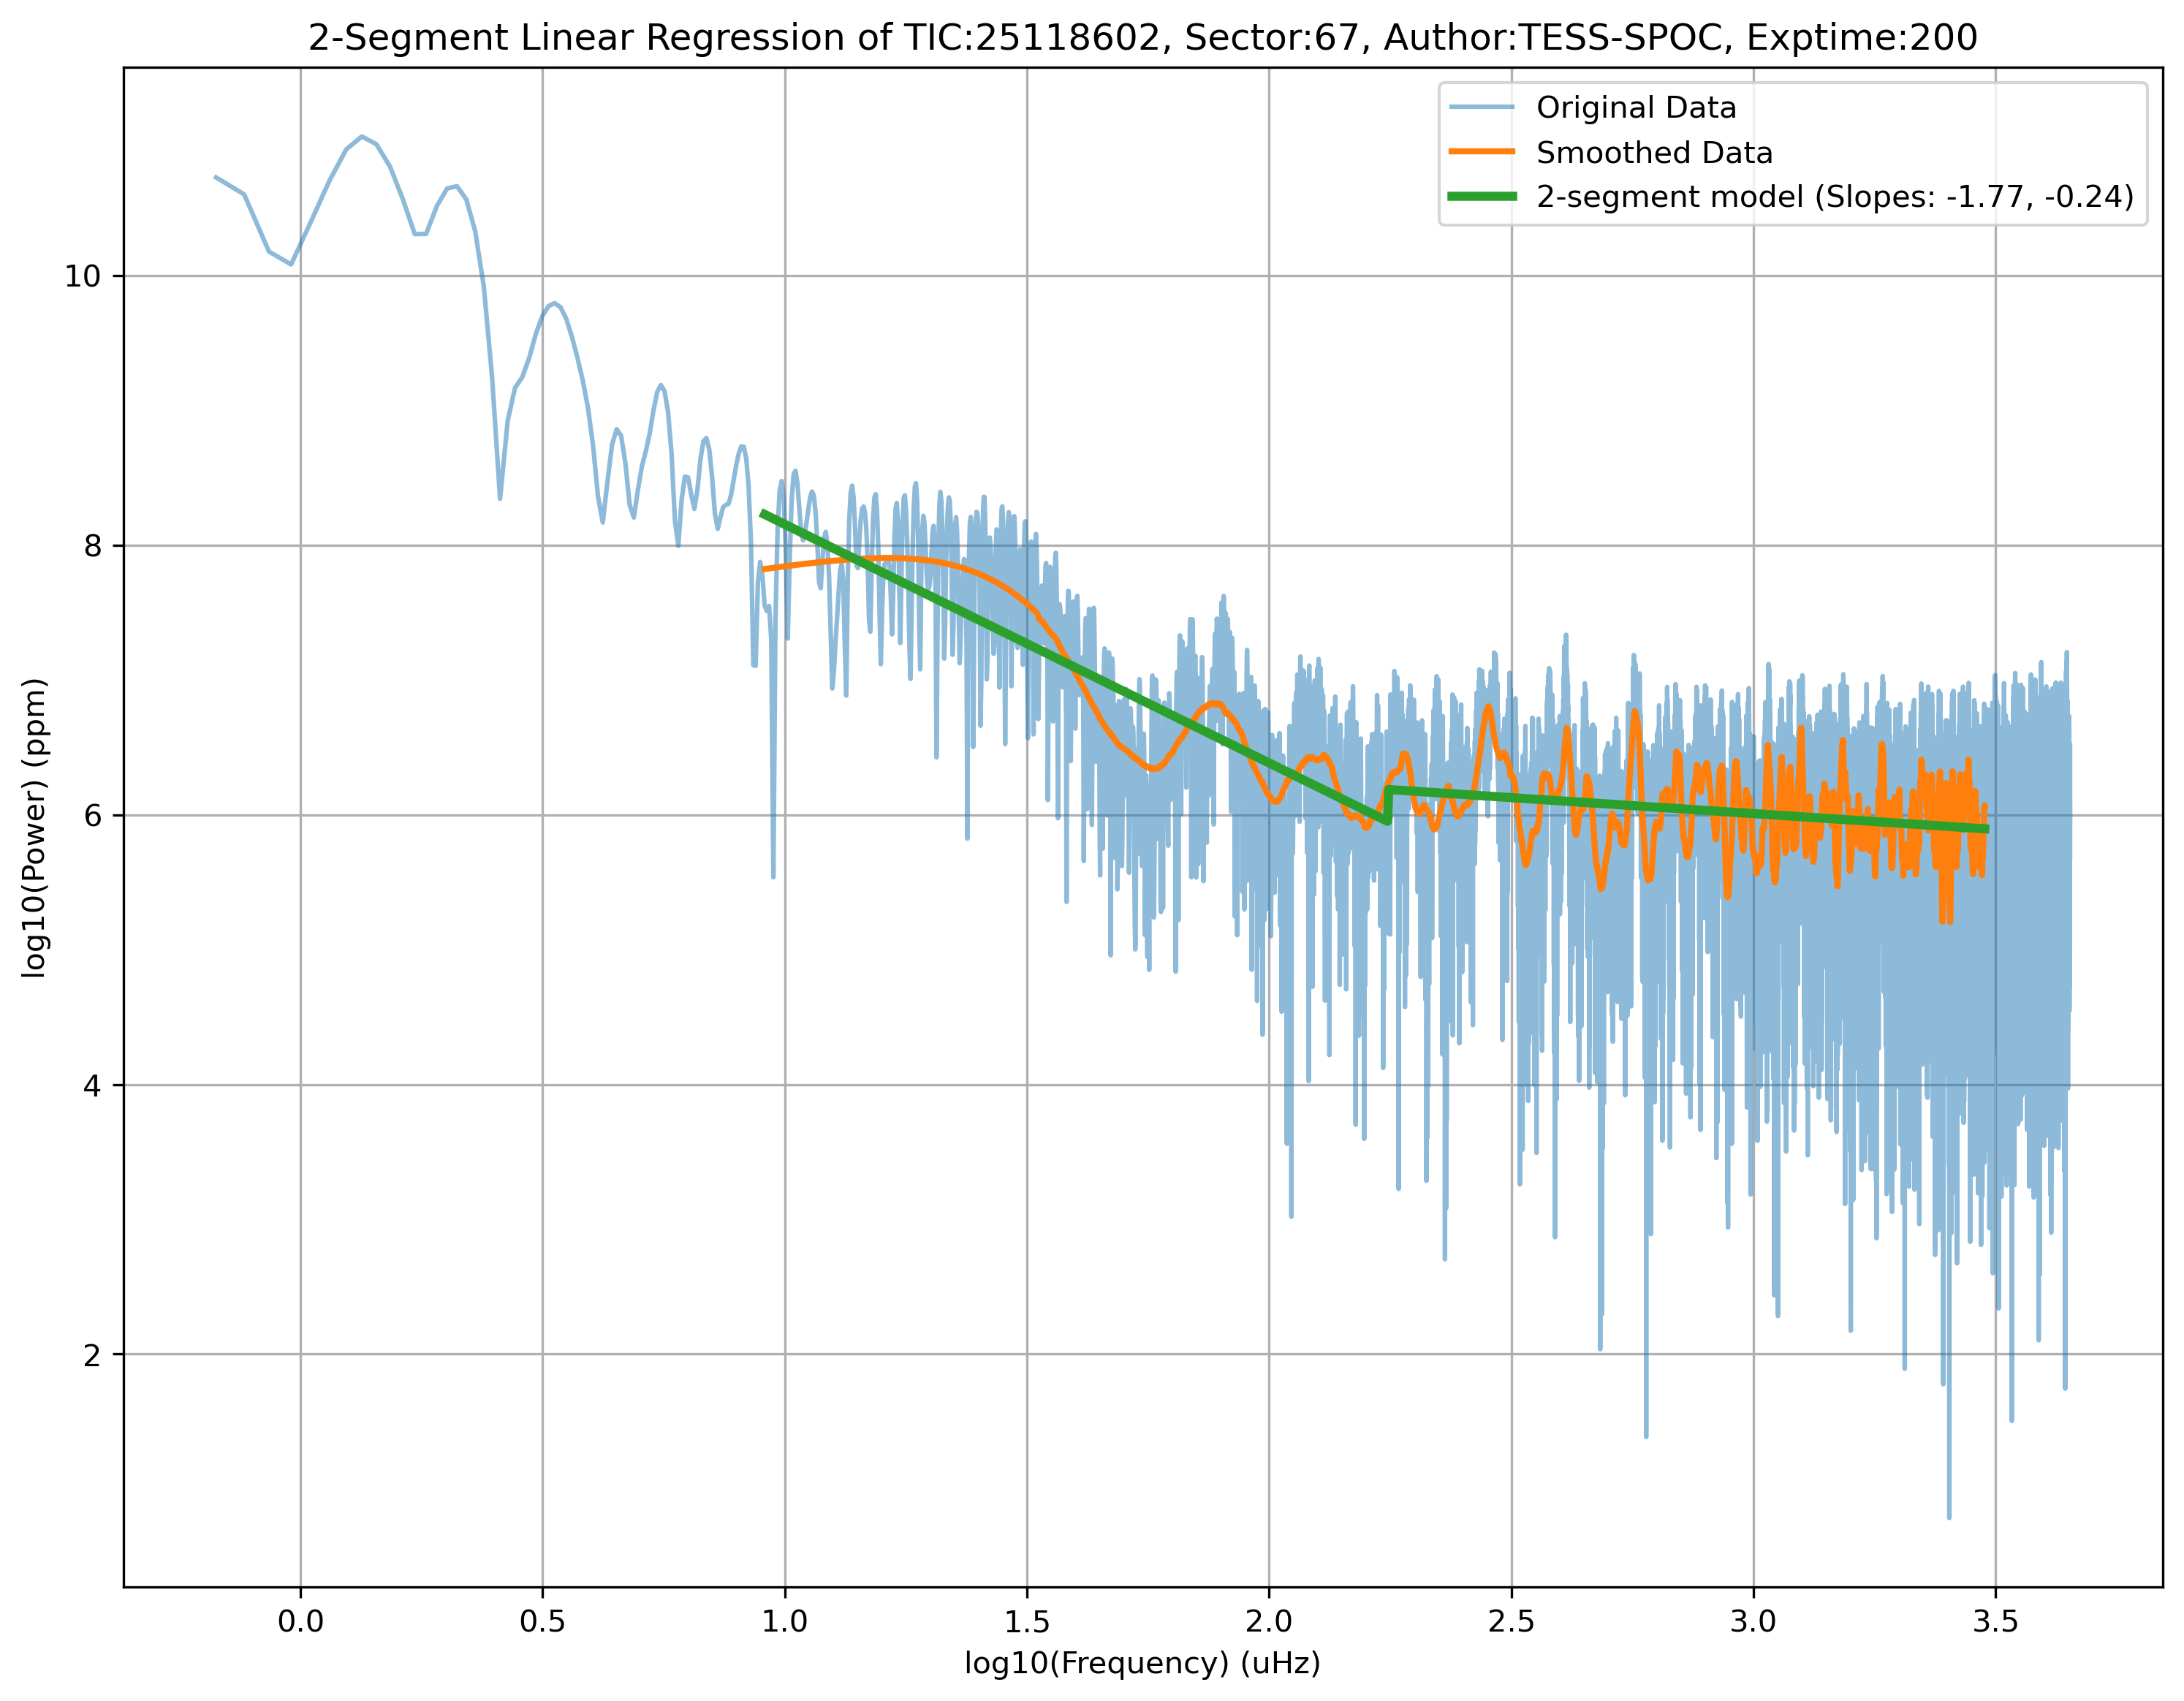 2-Segment Linear Regression of TIC:25118602, Sector:67, Author:TESS-SPOC, Exptime:200
Original Data
Smoothed Data
2-segment model (Slopes: -1.77, -0.24)
log10(Power) (ppm)
10
8
6
4
2
0.0 0.5 1.0 1.5 2.0 2.5 3.0 3.5
log10(Frequency) (uHz)